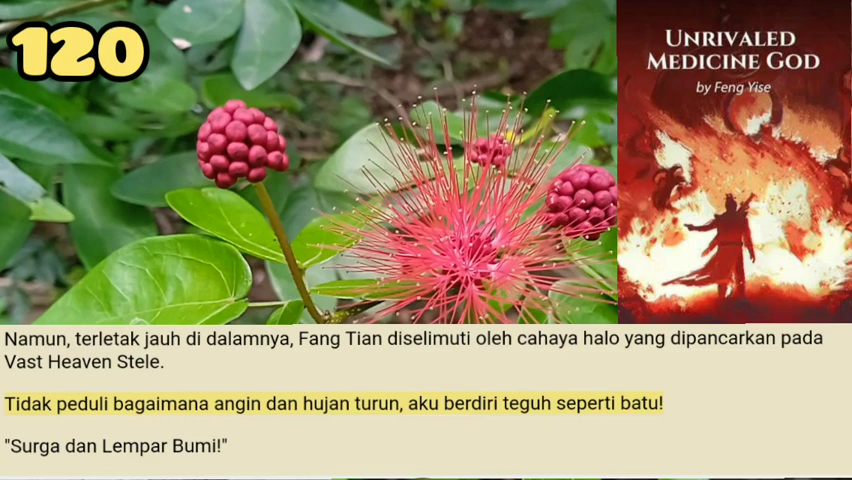 120
UNRIVALED
MEDICINE GOD
by Feng Yise
Namun, terletak jauh di dalamnya, Fang Tian diselimuti oleh cahaya halo yang dipancarkan pada
Vast Heaven Stele.
Tidak peduli bagaimana angin dan hujan turun, aku berdiri teguh seperti batu!
"Surga dan Lempar Bumi!"